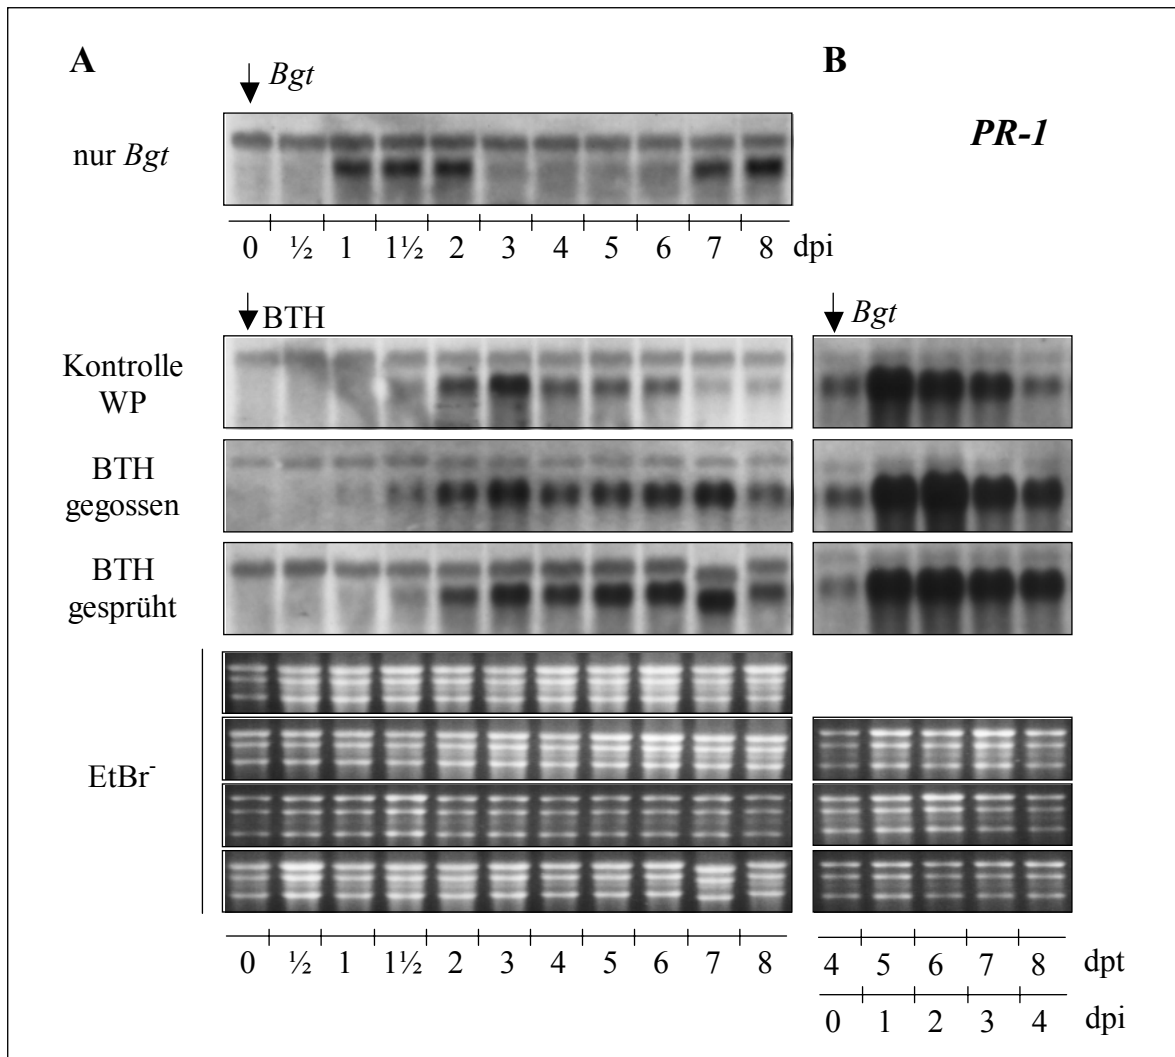 A
B
Bgt
nur Bgt
PR-1
0 ½ 1 1½ 2 3 4 5 6 7 8 dpi
BTH
Bgt
Kontrolle
WP
BTH
gegossen
BTH
gesprüht
EtBr⁻
0 ½ 1 1½ 2 3 4 5 6 7 8
4 5 6 7 8 dpt
0 1 2 3 4 dpi